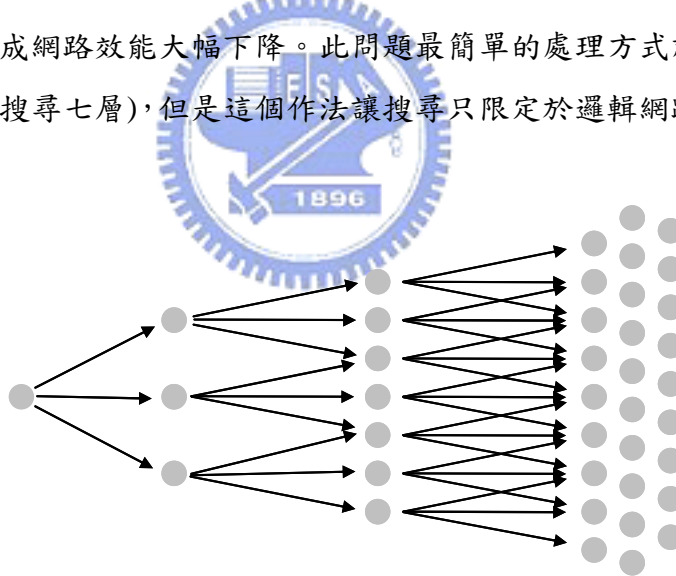 成網路效能大幅下降。此問題最簡單的處理方式
搜尋七層),但是這個作法讓搜尋只限定於邏輯網路
ES
1896